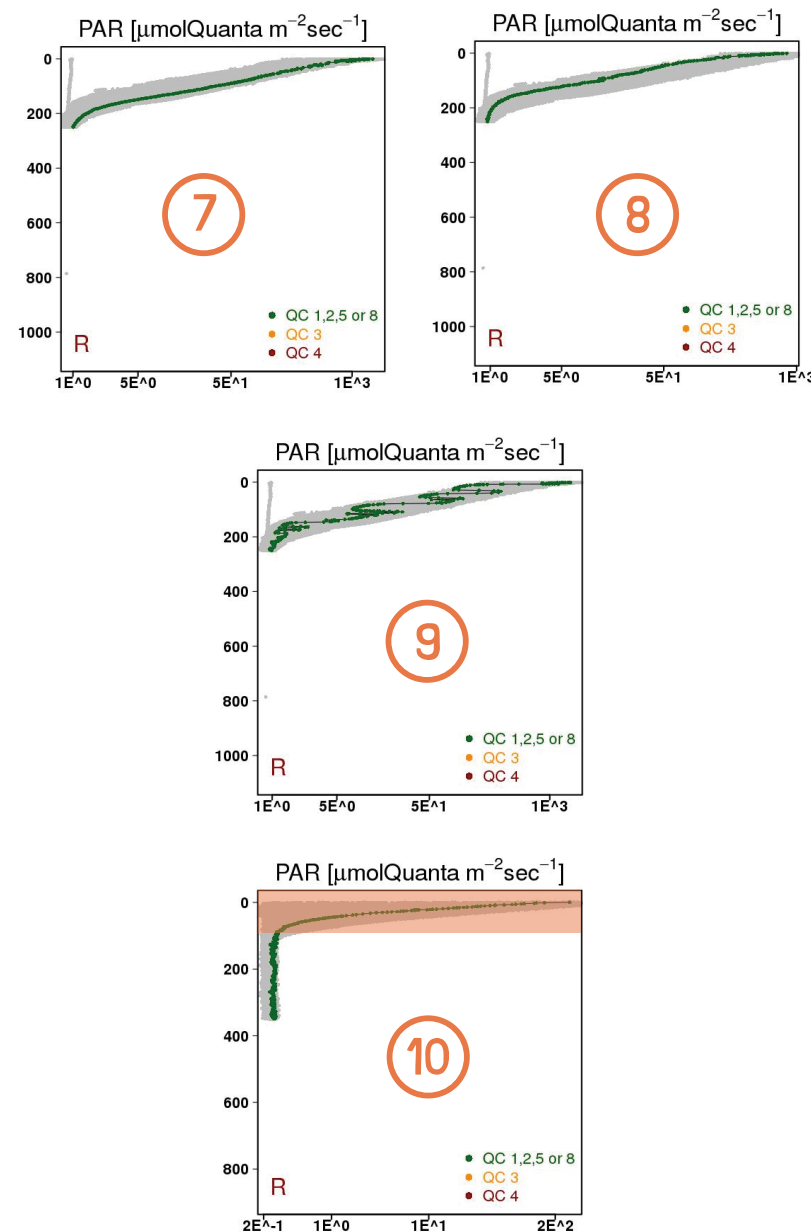 PAR [µmolQuanta m⁻²sec⁻¹]
0
200
400
600
800
1000
7
QC 1,2,5 or 8
QC 3
QC 4
R
1E^0 5E^0 5E^1 1E^3
PAR [µmolQuanta m⁻²sec⁻¹]
0
200
400
600
800
1000
8
QC 1,2,5 or 8
QC 3
QC 4
R
1E^0 5E^0 5E^1 1E^3
PAR [µmolQuanta m⁻²sec⁻¹]
0
200
400
600
800
1000
9
QC 1,2,5 or 8
QC 3
QC 4
R
1E^0 5E^0 5E^1 1E^3
PAR [µmolQuanta m⁻²sec⁻¹]
0
200
400
600
800
10
QC 1,2,5 or 8
QC 3
QC 4
R
2E^-1 1E^0 1E^1 2E^2